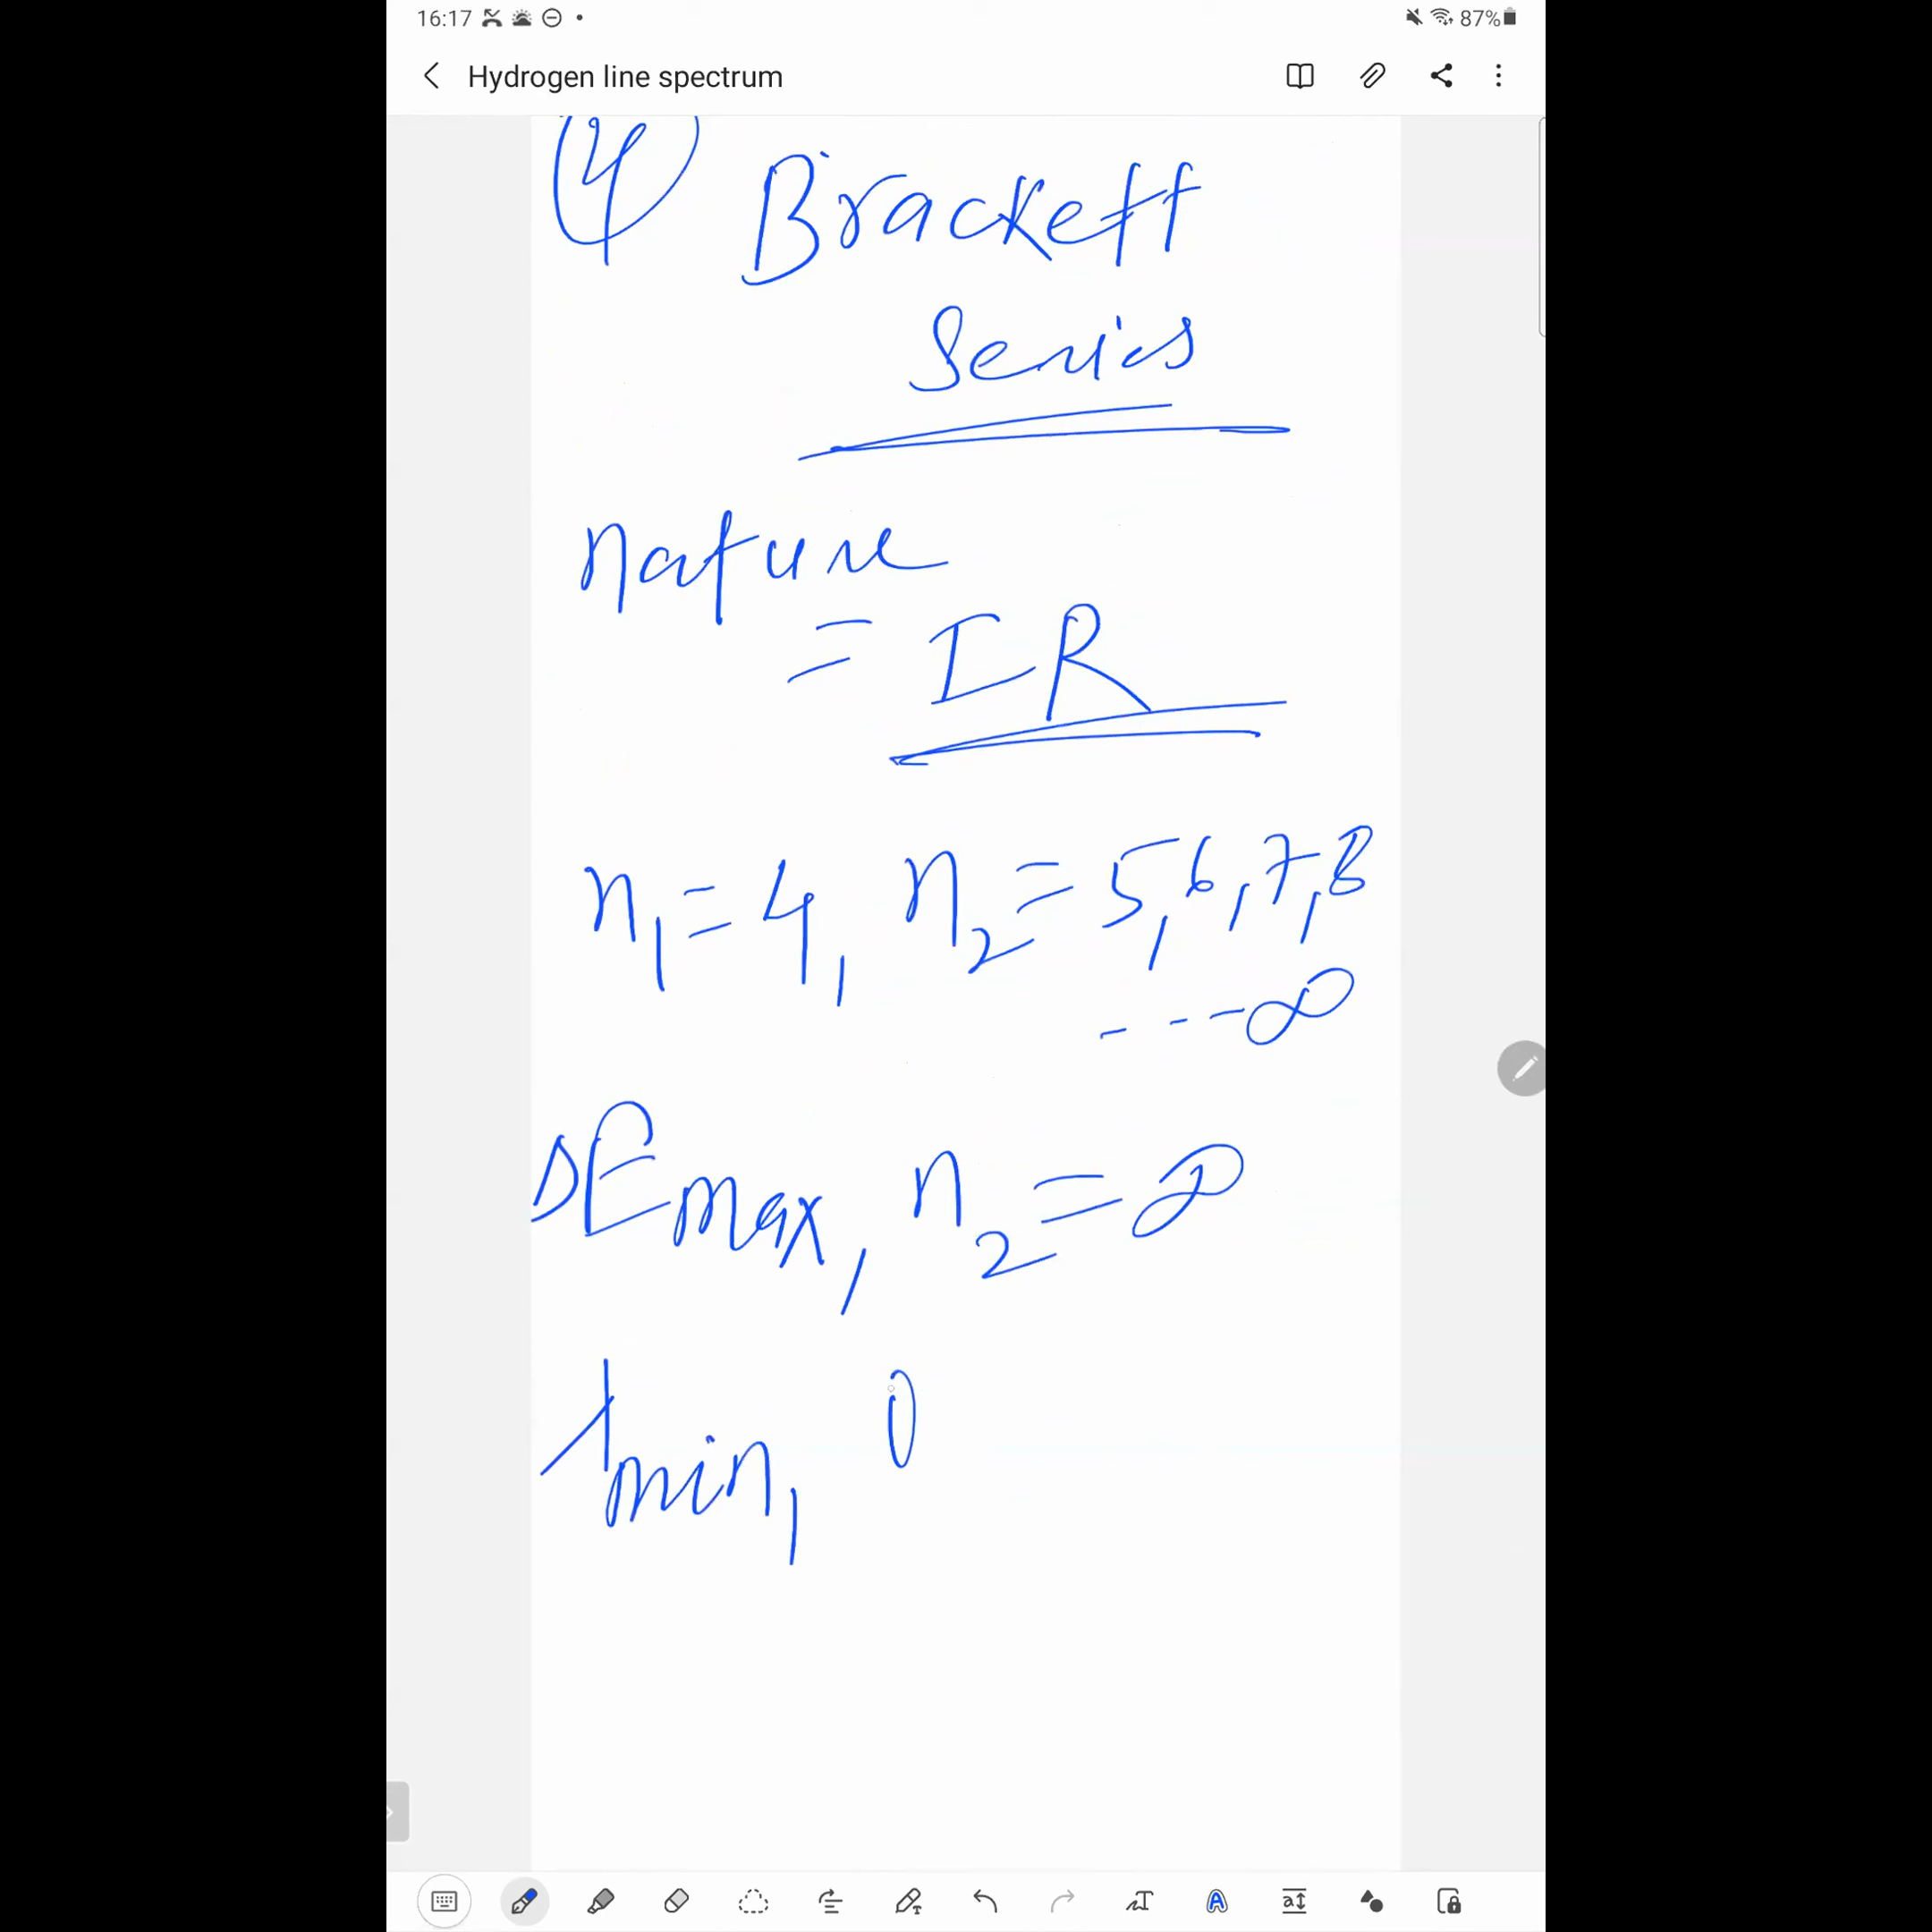 16:17 87%
Hydrogen line spectrum
4 Brackett
Series
nature
= IR
n₁ = 4, n₂ = 5, 6, 7, 8
---∞
ΔEmax, n₂ = ∞
λmin, 0